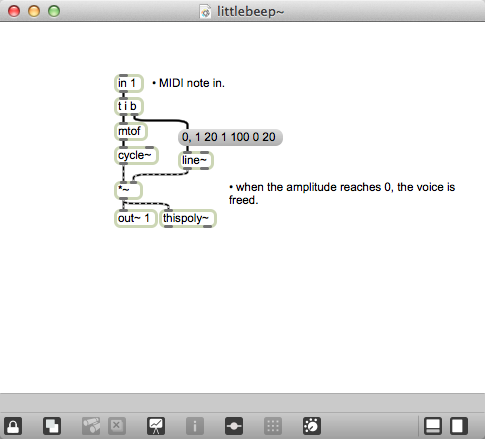 littlebeep~
in 1
• MIDI note in.
t i b
mtof
0, 1 20 1 100 0 20
cycle~
line~
*~
• when the amplitude reaches 0, the voice is
freed.
out~ 1
thispoly~